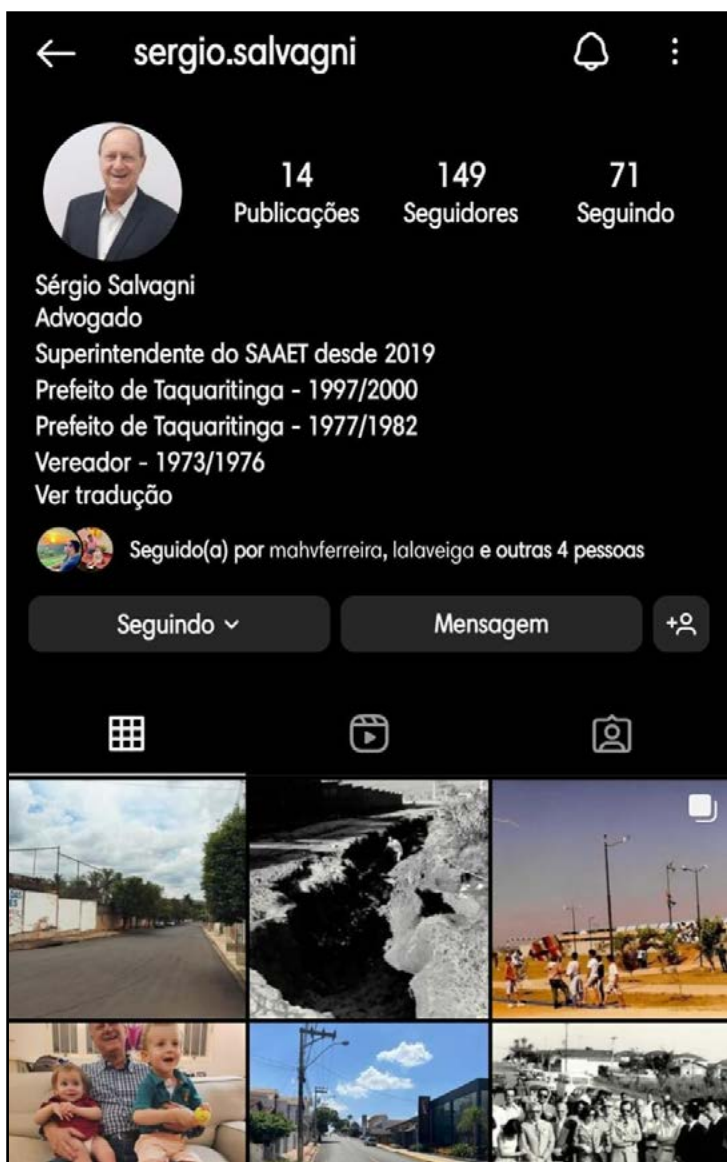 sergio.salvagni
14 149 71
Publicações Seguidores Seguindo
Sérgio Salvagni
Advogado
Superintendente do SAAET desde 2019
Prefeito de Taquaritinga - 1997/2000
Prefeito de Taquaritinga - 1977/1982
Vereador - 1973/1976
Ver tradução
Seguido(a) por mahvferreira, lalaveiga e outras 4 pessoas
Seguindo Mensagem